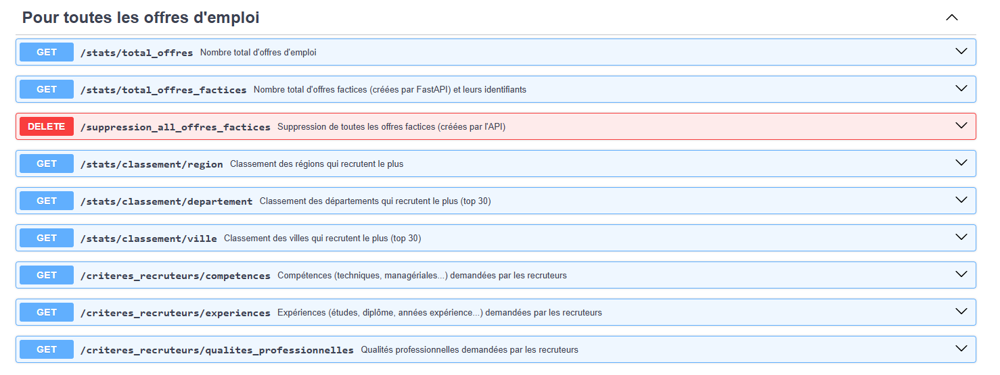 Pour toutes les offres d'emploi
GET /stats/total_offres Nombre total d'offres d'emploi
GET /stats/total_offres_factices Nombre total d'offres factices (créées par FastAPI) et leurs identifiants
DELETE /suppression_all_offres_factices Suppression de toutes les offres factices (créées par l'API)
GET /stats/classement/region Classement des régions qui recrutent le plus
GET /stats/classement/departement Classement des départements qui recrutent le plus (top 30)
GET /stats/classement/ville Classement des villes qui recrutent le plus (top 30)
GET /criteres_recruteurs/competences Compétences (techniques, managériales...) demandées par les recruteurs
GET /criteres_recruteurs/experiences Expériences (études, diplôme, années expérience...) demandées par les recruteurs
GET /criteres_recruteurs/qualites_professionnelles Qualités professionnelles demandées par les recruteurs